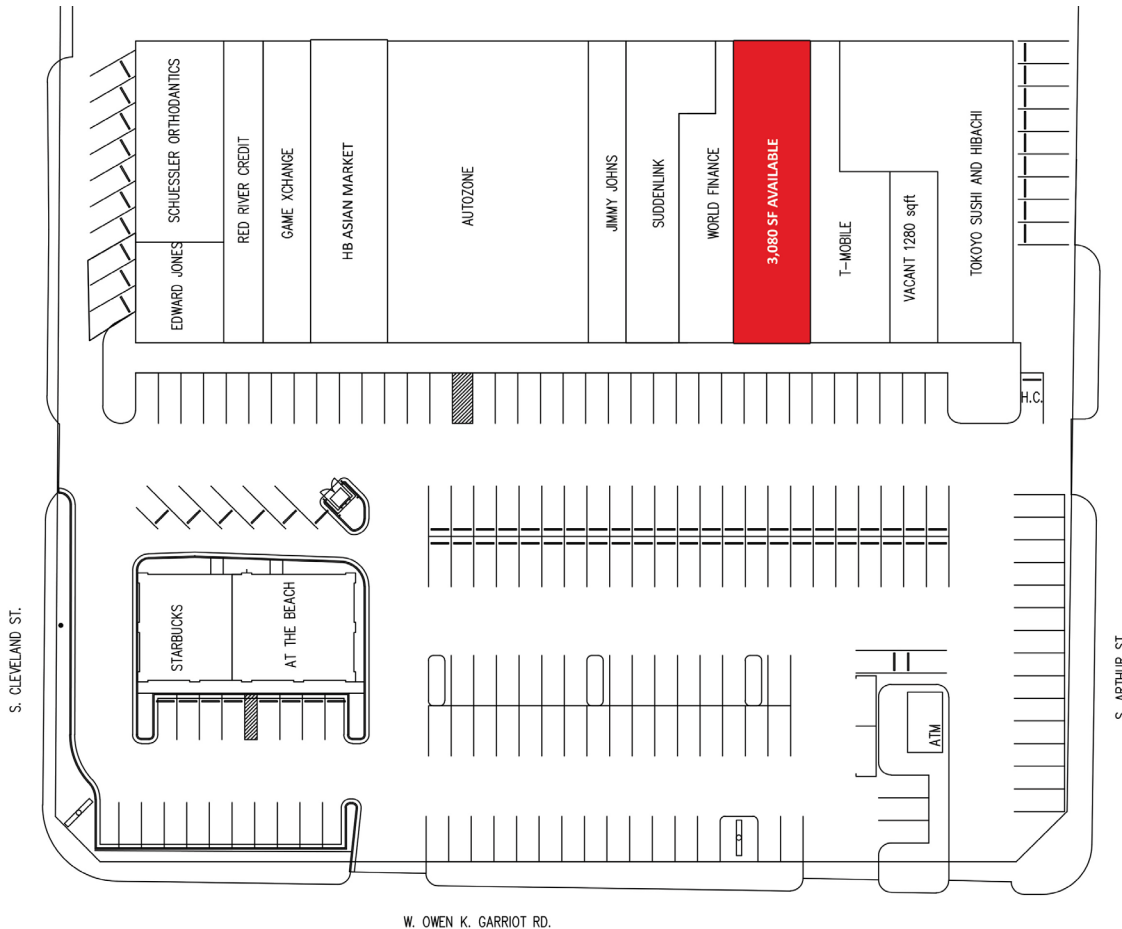 SCHUESSLER ORTHODANTICS
EDWARD JONES
RED RIVER CREDIT
GAME XCHANGE
HB ASIAN MARKET
AUTOZONE
JIMMY JOHNS
SUDDENLINK
WORLD FINANCE
3,080 SF AVAILABLE
T-MOBILE
VACANT 1280 sqft
TOKOYO SUSHI AND HIBACHI
H.C.
STARBUCKS
AT THE BEACH
ATM
S. CLEVELAND ST.
S. ARTHUR ST
W. OWEN K. GARRIOT RD.